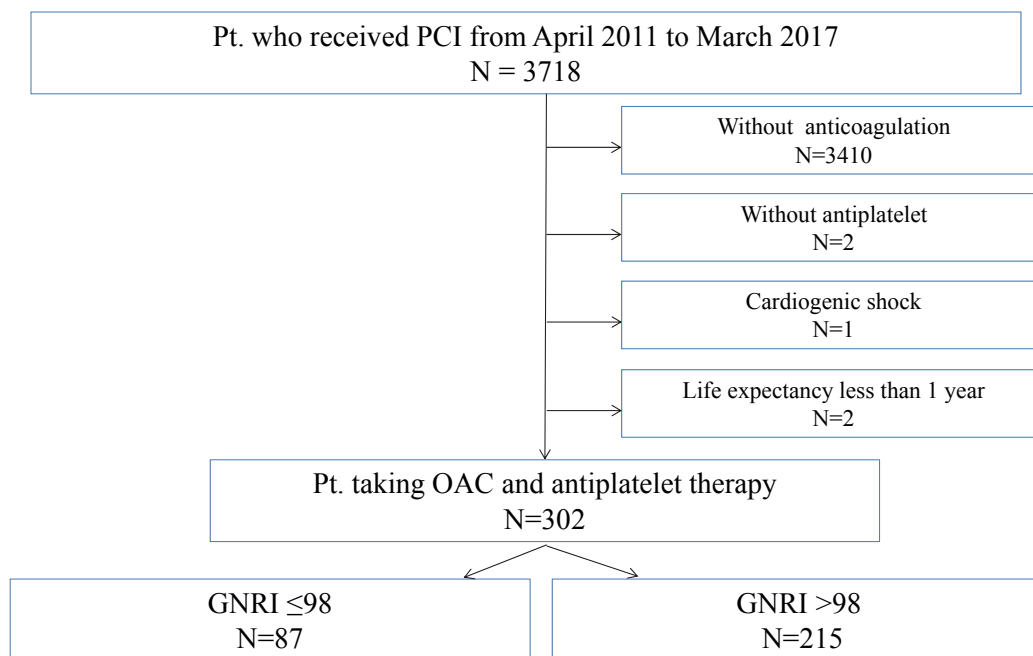 Pt. who received PCI from April 2011 to March 2017
N = 3718
Without anticoagulation
N=3410
Without antiplatelet
N=2
Cardiogenic shock
N=1
Life expectancy less than 1 year
N=2
Pt. taking OAC and antiplatelet therapy
N=302
GNRI ≤98
N=87
GNRI >98
N=215